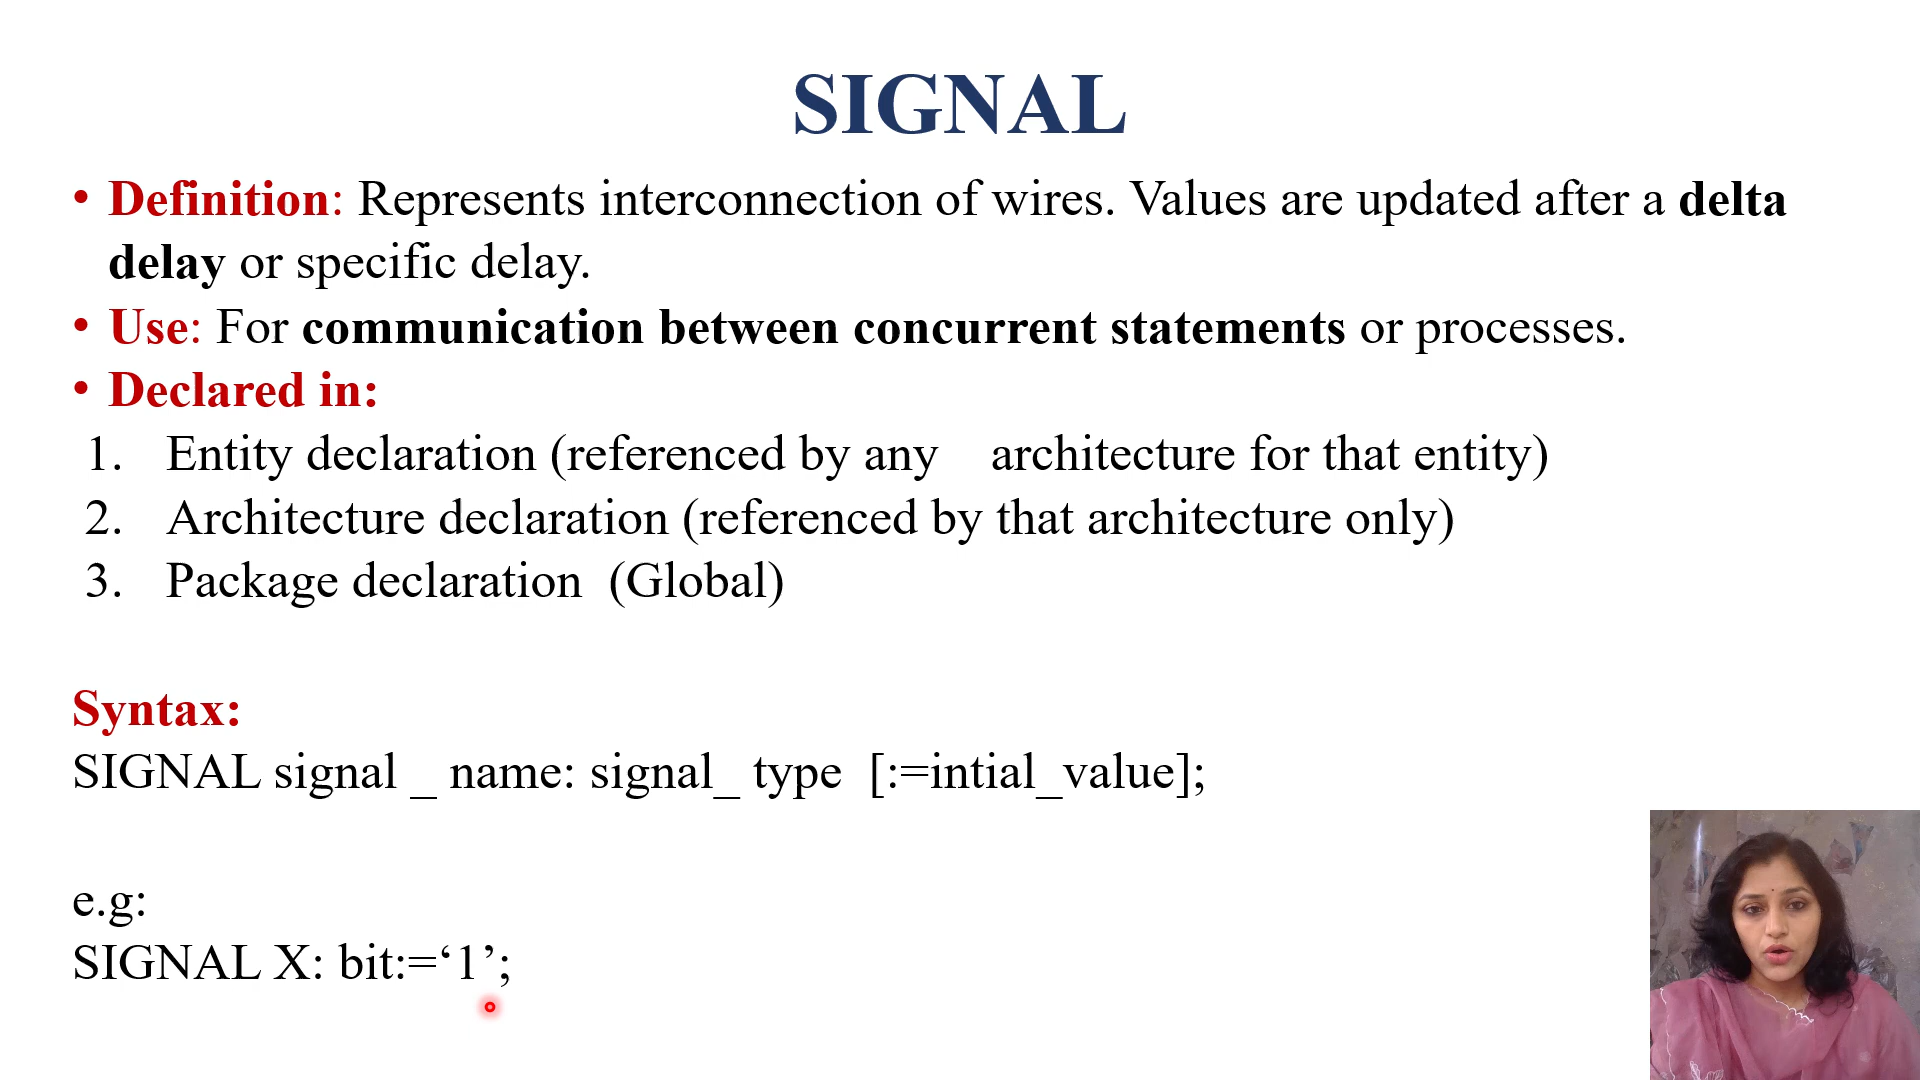 SIGNAL
• Definition: Represents interconnection of wires. Values are updated after a delta
delay or specific delay.
• Use: For communication between concurrent statements or processes.
• Declared in:
1. Entity declaration (referenced by any architecture for that entity)
2. Architecture declaration (referenced by that architecture only)
3. Package declaration (Global)
Syntax:
SIGNAL signal _ name: signal_ type [:=intial_value];
e.g:
SIGNAL X: bit:=‘1’;